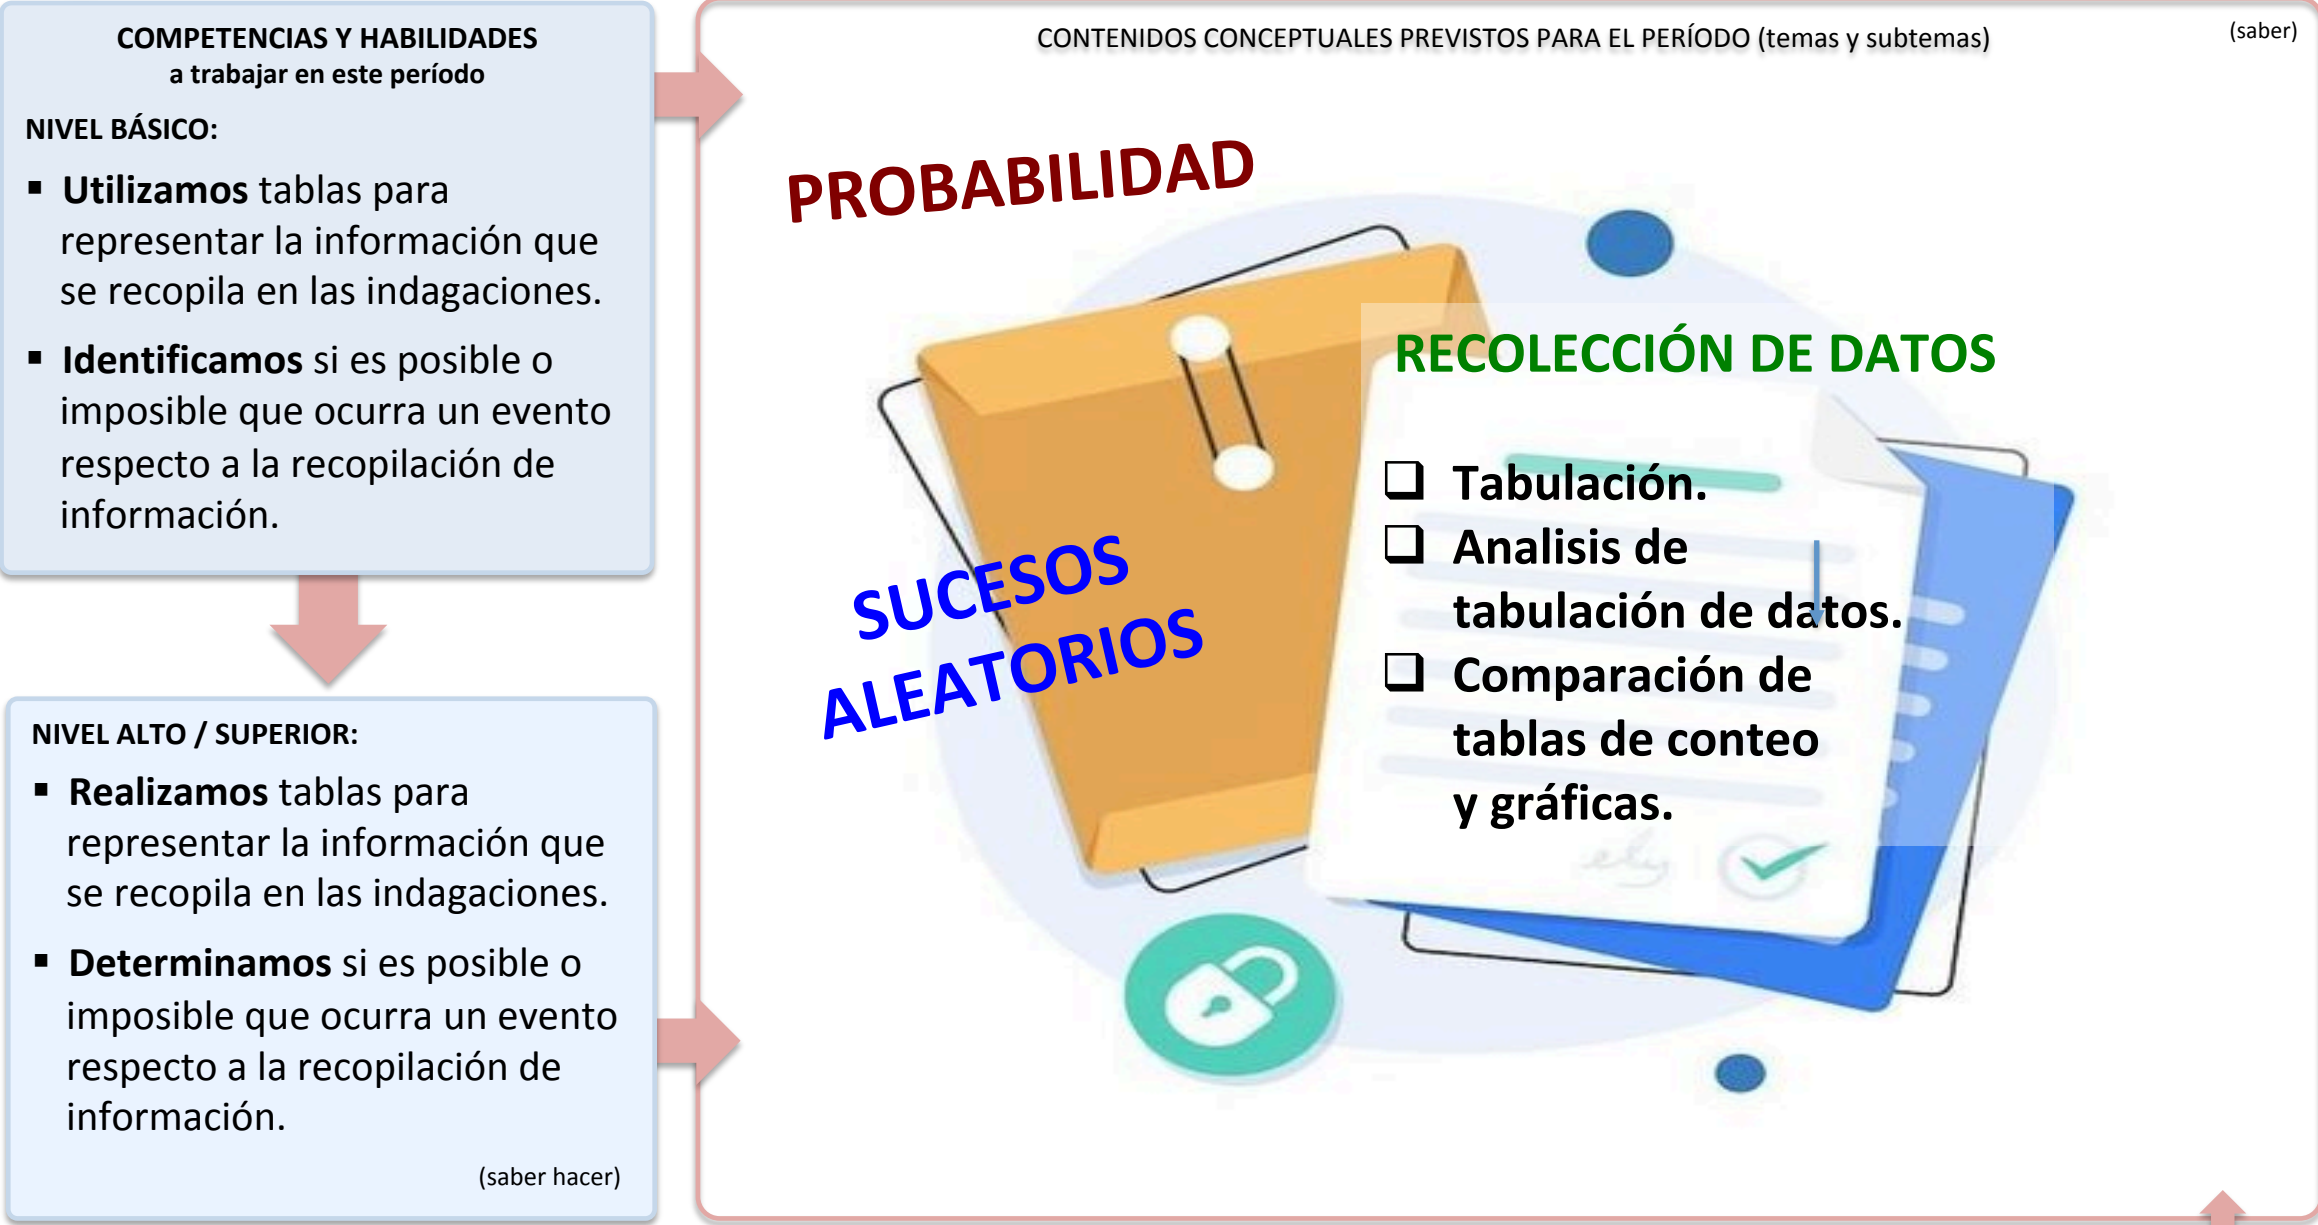 COMPETENCIAS Y HABILIDADES
a trabajar en este período
NIVEL BÁSICO:
▪ Utilizamos tablas para
representar la información que
se recopila en las indagaciones.
▪ Identificamos si es posible o
imposible que ocurra un evento
respecto a la recopilación de
información.
NIVEL ALTO / SUPERIOR:
▪ Realizamos tablas para
representar la información que
se recopila en las indagaciones.
▪ Determinamos si es posible o
imposible que ocurra un evento
respecto a la recopilación de
información.
(saber hacer)
CONTENIDOS CONCEPTUALES PREVISTOS PARA EL PERÍODO (temas y subtemas)
(saber)
PROBABILIDAD
SUCESOS
ALEATORIOS
RECOLECCIÓN DE DATOS
❑ Tabulación.
❑ Analisis de
tabulación de datos.
❑ Comparación de
tablas de conteo
y gráficas.